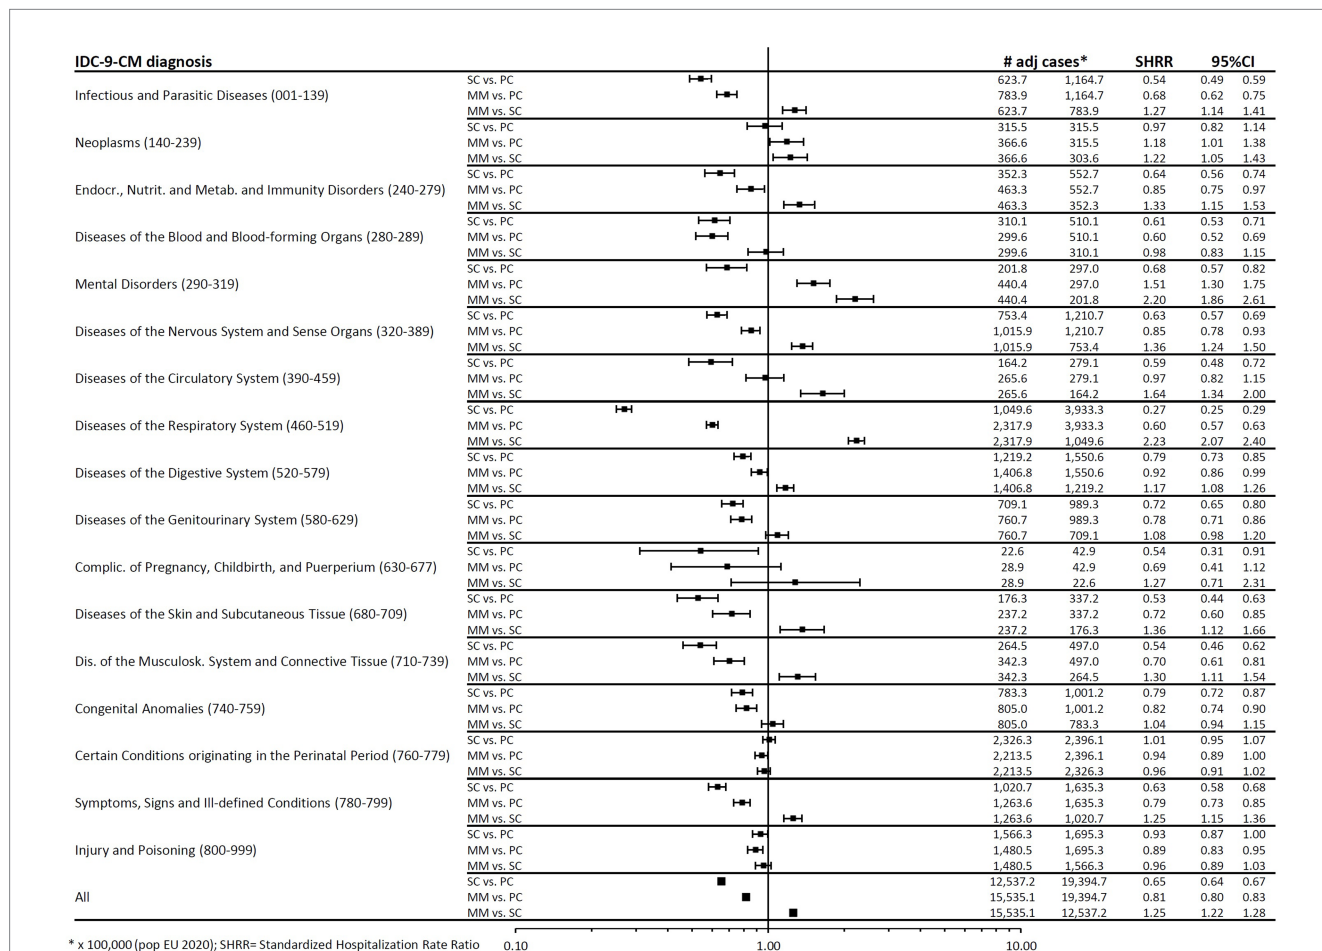 IDC-9-CM diagnosis # adj cases* SHRR 95%CI
SC vs. PC 623.7 1,164.7 0.54 0.49 0.59
Infectious and Parasitic Diseases (001-139) MM vs. PC 783.9 1,164.7 0.68 0.62 0.75
MM vs. SC 623.7 783.9 1.27 1.14 1.41
SC vs. PC 315.5 315.5 0.97 0.82 1.14
Neoplasms (140-239) MM vs. PC 366.6 315.5 1.18 1.01 1.38
MM vs. SC 366.6 303.6 1.22 1.05 1.43
SC vs. PC 352.3 552.7 0.64 0.56 0.74
Endocr., Nutrit. and Metab. and Immunity Disorders (240-279) MM vs. PC 463.3 552.7 0.85 0.75 0.97
MM vs. SC 463.3 352.3 1.33 1.15 1.53
SC vs. PC 310.1 510.1 0.61 0.53 0.71
Diseases of the Blood and Blood-forming Organs (280-289) MM vs. PC 299.6 510.1 0.60 0.52 0.69
MM vs. SC 299.6 310.1 0.98 0.83 1.15
SC vs. PC 201.8 297.0 0.68 0.57 0.82
Mental Disorders (290-319) MM vs. PC 440.4 297.0 1.51 1.30 1.75
MM vs. SC 440.4 201.8 2.20 1.86 2.61
SC vs. PC 753.4 1,210.7 0.63 0.57 0.69
Diseases of the Nervous System and Sense Organs (320-389) MM vs. PC 1,015.9 1,210.7 0.85 0.78 0.93
MM vs. SC 1,015.9 753.4 1.36 1.24 1.50
SC vs. PC 164.2 279.1 0.59 0.48 0.72
Diseases of the Circulatory System (390-459) MM vs. PC 265.6 279.1 0.97 0.82 1.15
MM vs. SC 265.6 164.2 1.64 1.34 2.00
SC vs. PC 1,049.6 3,933.3 0.27 0.25 0.29
Diseases of the Respiratory System (460-519) MM vs. PC 2,317.9 3,933.3 0.60 0.57 0.63
MM vs. SC 2,317.9 1,049.6 2.23 2.07 2.40
SC vs. PC 1,219.2 1,550.6 0.79 0.73 0.85
Diseases of the Digestive System (520-579) MM vs. PC 1,406.8 1,550.6 0.92 0.86 0.99
MM vs. SC 1,406.8 1,219.2 1.17 1.08 1.26
SC vs. PC 709.1 989.3 0.72 0.65 0.80
Diseases of the Genitourinary System (580-629) MM vs. PC 760.7 989.3 0.78 0.71 0.86
MM vs. SC 760.7 709.1 1.08 0.98 1.20
SC vs. PC 22.6 42.9 0.54 0.31 0.91
Complic. of Pregnancy, Childbirth, and Puerperium (630-677) MM vs. PC 28.9 42.9 0.69 0.41 1.12
MM vs. SC 28.9 22.6 1.27 0.71 2.31
SC vs. PC 176.3 337.2 0.53 0.44 0.63
Diseases of the Skin and Subcutaneous Tissue (680-709) MM vs. PC 237.2 337.2 0.72 0.60 0.85
MM vs. SC 237.2 176.3 1.36 1.12 1.66
SC vs. PC 264.5 497.0 0.54 0.46 0.62
Dis. of the Musculosk. System and Connective Tissue (710-739) MM vs. PC 342.3 497.0 0.70 0.61 0.81
MM vs. SC 342.3 264.5 1.30 1.11 1.54
SC vs. PC 783.3 1,001.2 0.79 0.72 0.87
Congenital Anomalies (740-759) MM vs. PC 805.0 1,001.2 0.82 0.74 0.90
MM vs. SC 805.0 783.3 1.04 0.94 1.15
SC vs. PC 2,326.3 2,396.1 1.01 0.95 1.07
Certain Conditions originating in the Perinatal Period (760-779) MM vs. PC 2,213.5 2,396.1 0.94 0.89 1.00
MM vs. SC 2,213.5 2,326.3 0.96 0.91 1.02
SC vs. PC 1,020.7 1,635.3 0.63 0.58 0.68
Symptoms, Signs and Ill-defined Conditions (780-799) MM vs. PC 1,263.6 1,635.3 0.79 0.73 0.85
MM vs. SC 1,263.6 1,020.7 1.25 1.15 1.36
SC vs. PC 1,566.3 1,695.3 0.93 0.87 1.00
Injury and Poisoning (800-999) MM vs. PC 1,480.5 1,695.3 0.89 0.83 0.95
MM vs. SC 1,480.5 1,566.3 0.96 0.89 1.03
SC vs. PC 12,537.2 19,394.7 0.65 0.64 0.67
All MM vs. PC 15,535.1 19,394.7 0.81 0.80 0.83
MM vs. SC 15,535.1 12,537.2 1.25 1.22 1.28
* x 100,000 (pop EU 2020); SHRR= Standardized Hospitalization Rate Ratio 0.10 1.00 10.00